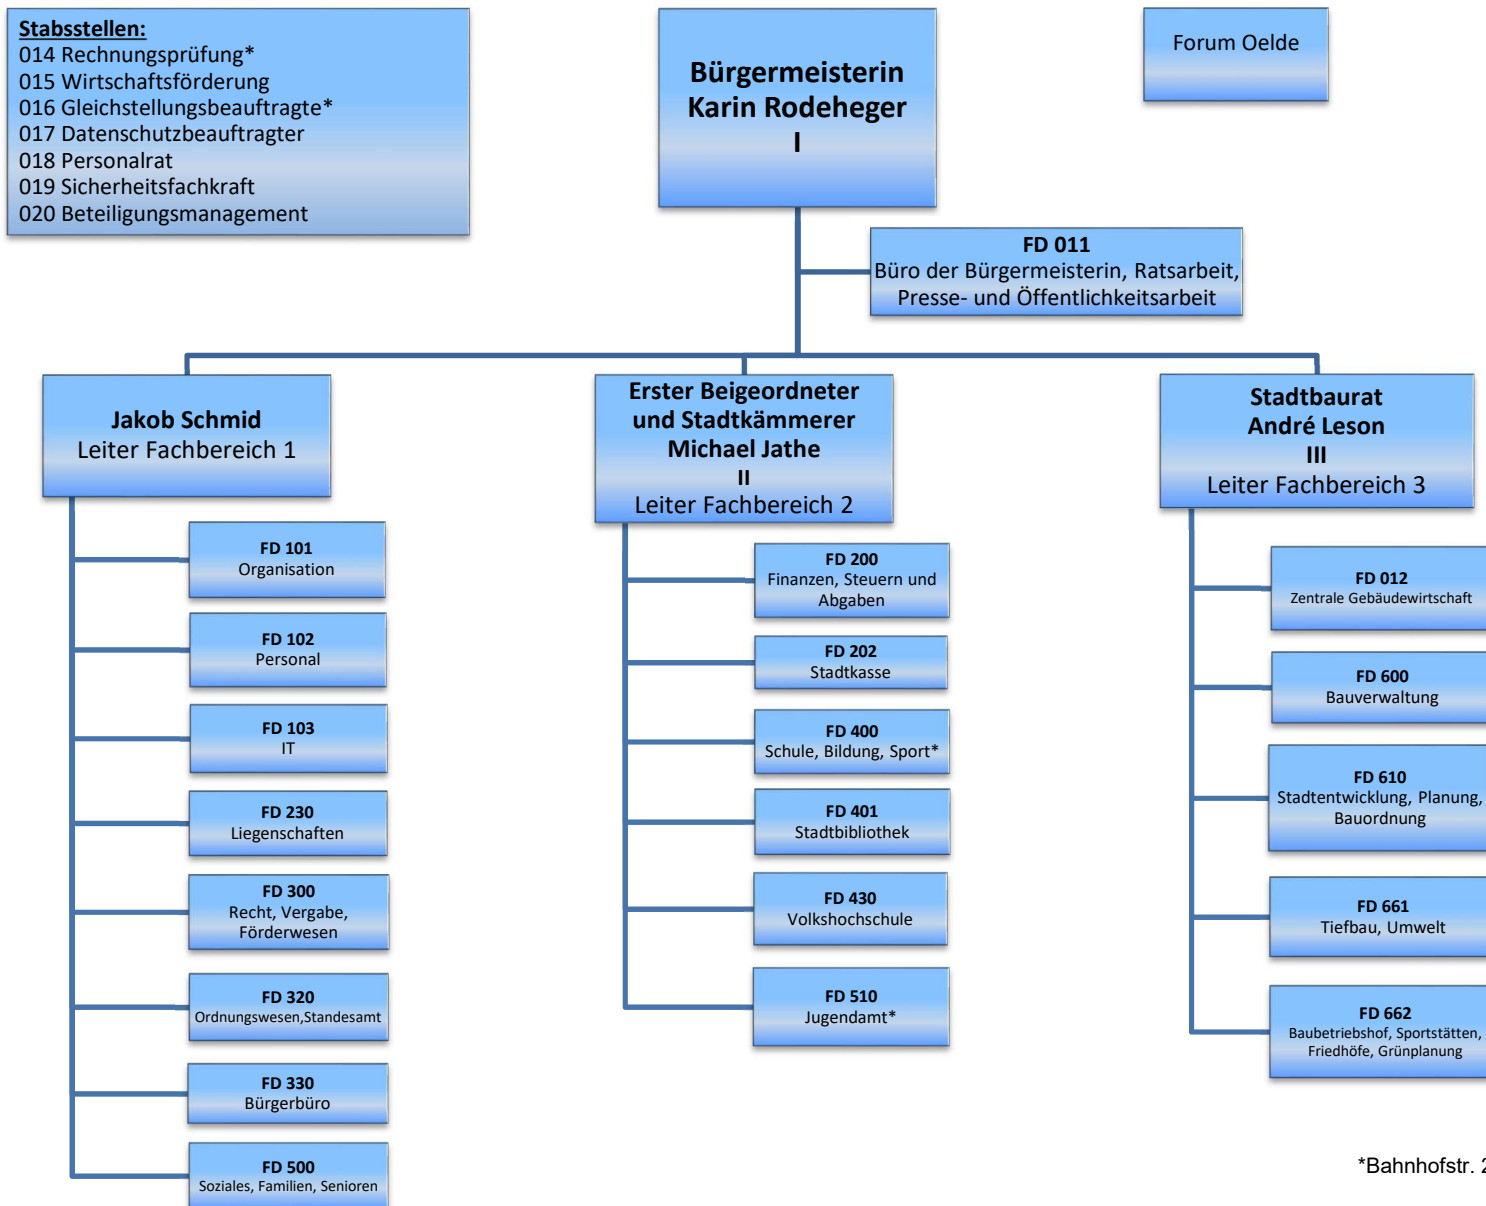 Stabsstellen:
014 Rechnungsprüfung*
015 Wirtschaftsförderung
016 Gleichstellungsbeauftragte*
017 Datenschutzbeauftragter
018 Personalrat
019 Sicherheitsfachkraft
020 Beteiligungsmanagement
Bürgermeisterin
Karin Rodeheger
I
Forum Oelde
FD 011
Büro der Bürgermeisterin, Ratsarbeit,
Presse- und Öffentlichkeitsarbeit
Jakob Schmid
Leiter Fachbereich 1
FD 101
Organisation
FD 102
Personal
FD 103
IT
FD 230
Liegenschaften
FD 300
Recht, Vergabe,
Förderwesen
FD 320
Ordnungswesen,Standesamt
FD 330
Bürgerbüro
FD 500
Soziales, Familien, Senioren
Erster Beigeordneter
und Stadtkämmerer
Michael Jathe
II
Leiter Fachbereich 2
FD 200
Finanzen, Steuern und
Abgaben
FD 202
Stadtkasse
FD 400
Schule, Bildung, Sport*
FD 401
Stadtbibliothek
FD 430
Volkshochschule
FD 510
Jugendamt*
Stadtbaurat
André Leson
III
Leiter Fachbereich 3
FD 012
Zentrale Gebäudewirtschaft
FD 600
Bauverwaltung
FD 610
Stadtentwicklung, Planung,
Bauordnung
FD 661
Tiefbau, Umwelt
FD 662
Baubetriebshof, Sportstätten,
Friedhöfe, Grünplanung
*Bahnhofstr.